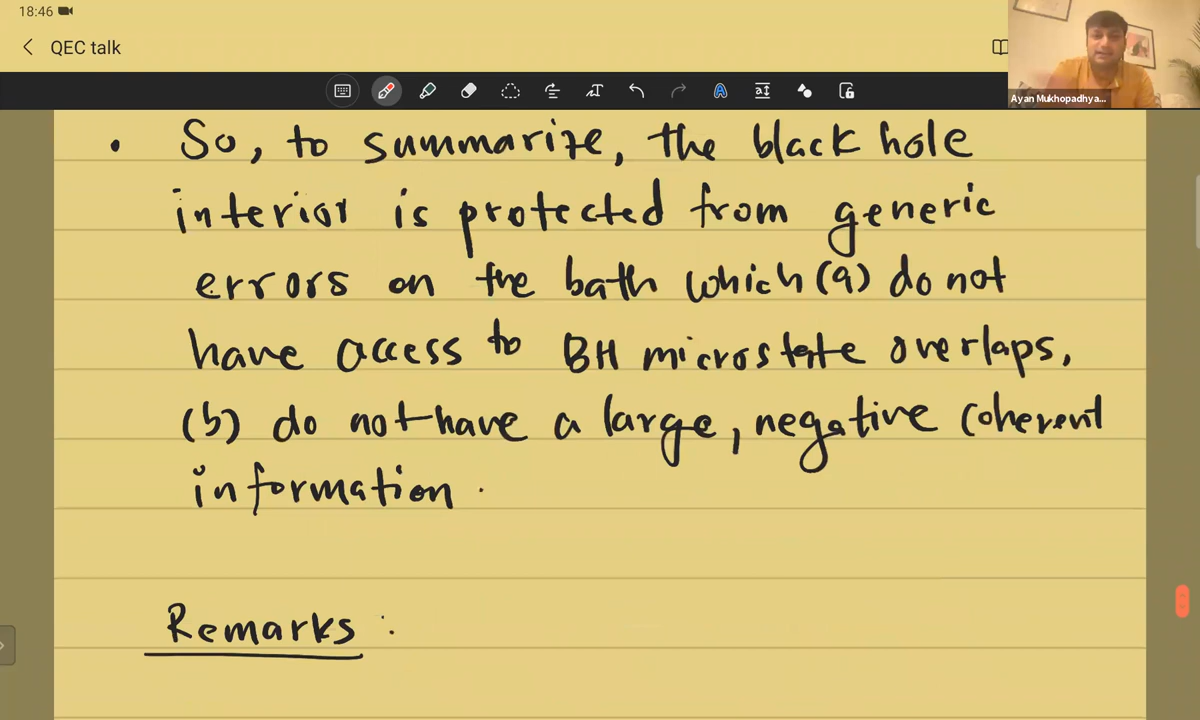 18:46
QEC talk
Ayan Mukhopadhya...
• So, to summarize, the black hole
interior is protected from generic
errors on the bath which (a) do not
have access to BH microstate overlaps,
(b) do not have a large, negative coherent
information.
Remarks :